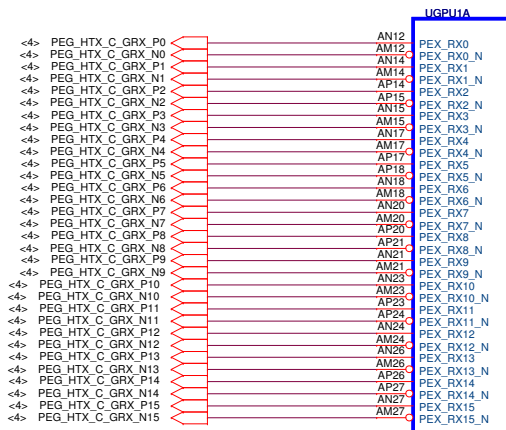 UGPU1A
<4> PEG_HTX_C_GRX_P0 AN12 PEX_RX0
<4> PEG_HTX_C_GRX_N0 AM12 PEX_RX0_N
<4> PEG_HTX_C_GRX_P1 AN14 PEX_RX1
<4> PEG_HTX_C_GRX_N1 AM14 PEX_RX1_N
<4> PEG_HTX_C_GRX_P2 AP14 PEX_RX2
<4> PEG_HTX_C_GRX_N2 AP15 PEX_RX2_N
<4> PEG_HTX_C_GRX_P3 AN15 PEX_RX3
<4> PEG_HTX_C_GRX_N3 AM15 PEX_RX3_N
<4> PEG_HTX_C_GRX_P4 AN17 PEX_RX4
<4> PEG_HTX_C_GRX_N4 AM17 PEX_RX4_N
<4> PEG_HTX_C_GRX_P5 AP17 PEX_RX5
<4> PEG_HTX_C_GRX_N5 AP18 PEX_RX5_N
<4> PEG_HTX_C_GRX_P6 AN18 PEX_RX6
<4> PEG_HTX_C_GRX_N6 AM18 PEX_RX6_N
<4> PEG_HTX_C_GRX_P7 AN20 PEX_RX7
<4> PEG_HTX_C_GRX_N7 AM20 PEX_RX7_N
<4> PEG_HTX_C_GRX_P8 AP20 PEX_RX8
<4> PEG_HTX_C_GRX_N8 AP21 PEX_RX8_N
<4> PEG_HTX_C_GRX_P9 AN21 PEX_RX9
<4> PEG_HTX_C_GRX_N9 AM21 PEX_RX9_N
<4> PEG_HTX_C_GRX_P10 AN23 PEX_RX10
<4> PEG_HTX_C_GRX_N10 AM23 PEX_RX10_N
<4> PEG_HTX_C_GRX_P11 AP23 PEX_RX11
<4> PEG_HTX_C_GRX_N11 AP24 PEX_RX11_N
<4> PEG_HTX_C_GRX_P12 AN24 PEX_RX12
<4> PEG_HTX_C_GRX_N12 AM24 PEX_RX12_N
<4> PEG_HTX_C_GRX_P13 AN26 PEX_RX13
<4> PEG_HTX_C_GRX_N13 AM26 PEX_RX13_N
<4> PEG_HTX_C_GRX_P14 AP26 PEX_RX14
<4> PEG_HTX_C_GRX_N14 AP27 PEX_RX14_N
<4> PEG_HTX_C_GRX_P15 AN27 PEX_RX15
<4> PEG_HTX_C_GRX_N15 AM27 PEX_RX15_N